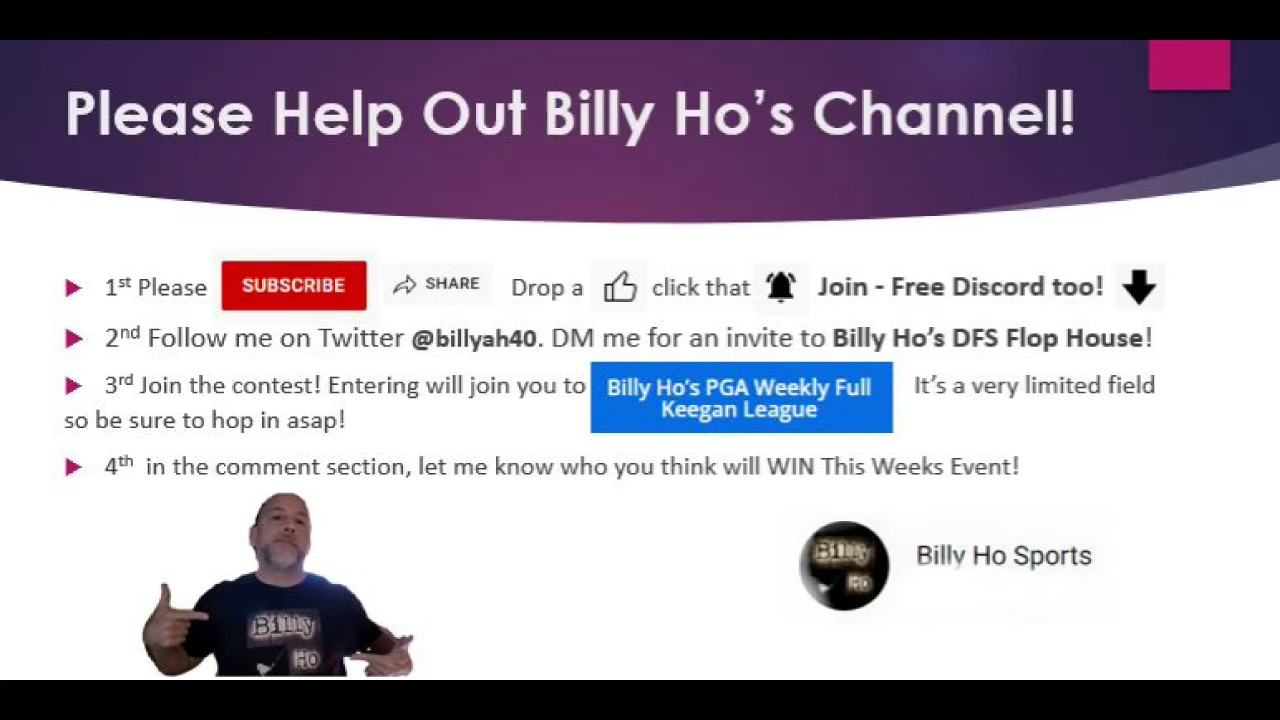 Please Help Out Billy Ho's Channel!
1st Please SUBSCRIBE SHARE Drop a click that Join - Free Discord too!
2nd Follow me on Twitter @billyah40. DM me for an invite to Billy Ho's DFS Flop House!
3rd Join the contest! Entering will join you to Billy Ho's PGA Weekly Full Keegan League It's a very limited field
so be sure to hop in asap!
4th in the comment section, let me know who you think will WIN This Weeks Event!
Billy
Ho
Billy
Ho
Billy Ho Sports